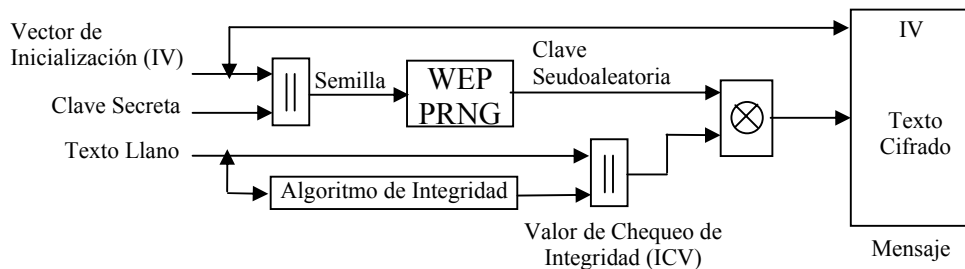 Vector de
Inicialización (IV)
IV
Clave
Seudoaleatoria
Semilla
WEP
PRNG
||
Clave Secreta
Texto Llano
||
Texto
Cifrado
Algoritmo de Integridad
Valor de Chequeo de
Integridad (ICV)
Mensaje